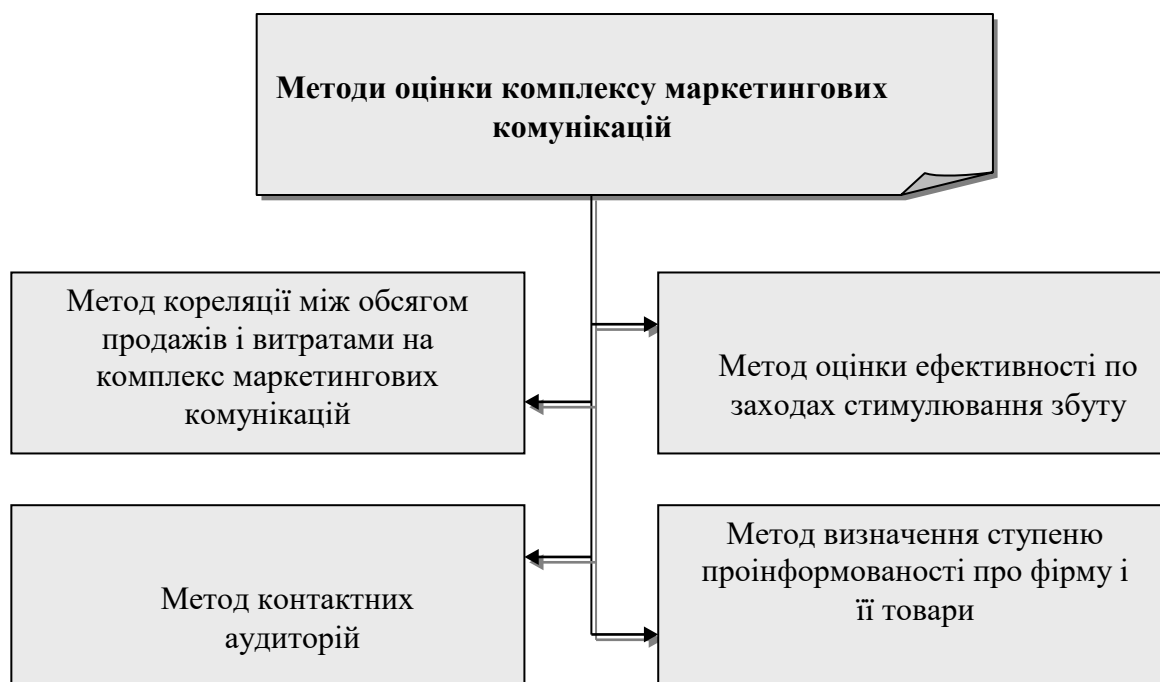 Методи оцінки комплексу маркетингових
комунікацій
Метод кореляції між обсягом
продажів і витратами на
комплекс маркетингових
комунікацій
Метод оцінки ефективності по
заходах стимулювання збуту
Метод контактних
аудиторій
Метод визначення ступеню
проінформованості про фірму і
її товари